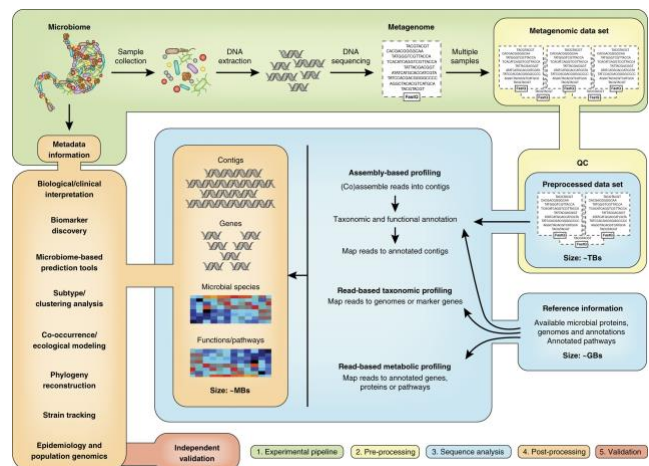 Microbiome
Sample
collection
DNA
extraction
DNA
sequencing
Metagenome
FastQ
Multiple
samples
Metagenomic data set
FastQ
FastQ
FastQ
Metadata
information
Biological/clinical
interpretation
Biomarker
discovery
Microbiome-based
prediction tools
Subtype/
clustering analysis
Co-occurrence/
ecological modeling
Phylogeny
reconstruction
Strain tracking
Epidemiology and
population genomics
Contigs
Genes
Microbial species
Functions/pathways
Size: ~MBs
Assembly-based profiling
(Co)assemble reads into contigs
Taxonomic and functional annotation
Map reads to annotated contigs
Read-based taxonomic profiling
Map reads to genomes or marker genes
Read-based metabolic profiling
Map reads to annotated genes,
proteins or pathways
QC
Preprocessed data set
FastQ
FastQ
Size: ~TBs
Reference information
Available microbial proteins,
genomes and annotations
Annotated pathways
Size: ~GBs
Independent
validation
1. Experimental pipeline
2. Pre-processing
3. Sequence analysis
4. Post-processing
5. Validation